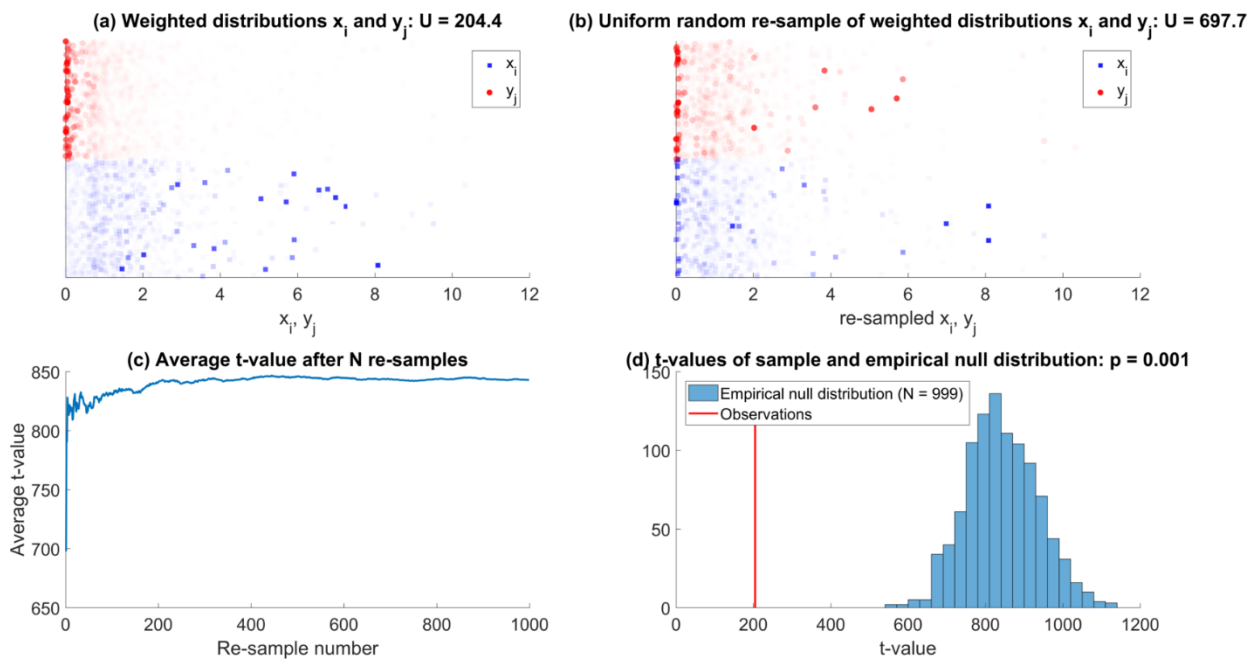 (a) Weighted distributions x_i and y_j: U = 204.4
x_i
y_j
0 2 4 6 8 10 12
x_i, y_j
(b) Uniform random re-sample of weighted distributions x_i and y_j: U = 697.7
x_i
y_j
0 2 4 6 8 10 12
re-sampled x_i, y_j
(c) Average t-value after N re-samples
850
800
750
700
650
Average t-value
0 200 400 600 800 1000
Re-sample number
(d) t-values of sample and empirical null distribution: p = 0.001
150
100
50
0
Empirical null distribution (N = 999)
Observations
0 200 400 600 800 1000 1200
t-value